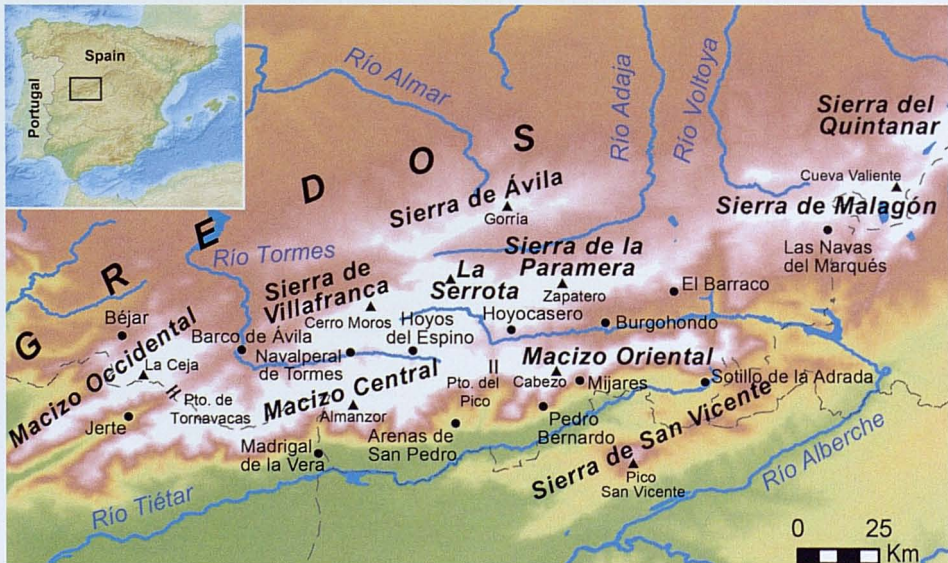 Spain
Portugal
GREDOS
Río Almar
Río Adaja
Río Voltoya
Sierra del
Quintanar
Cueva Valiente
Sierra de Ávila
Gorría
Sierra de Malagón
Las Navas
del Marqués
Río Tormes
Sierra de la
Paramera
Zapatero
La
Serrota
Sierra de
Villafranca
Cerro Moros
El Barraco
Hoyocasero
Burgohondo
Hoyos
del Espino
Béjar
Barco de Ávila
Navalperal
de Tormes
Macizo Occidental
La Ceja
II
Pto. de
Tornavacas
Jerte
Macizo Central
Almanzor
II
Pto. del
Pico
Macizo Oriental
Cabezo
Mijares
Sotillo de la Adrada
Pedro
Bernardo
Arenas de
San Pedro
Madrigal
de la Vera
Sierra de San Vicente
Pico
San Vicente
Río Tiétar
Río Alberche
0 25
Km